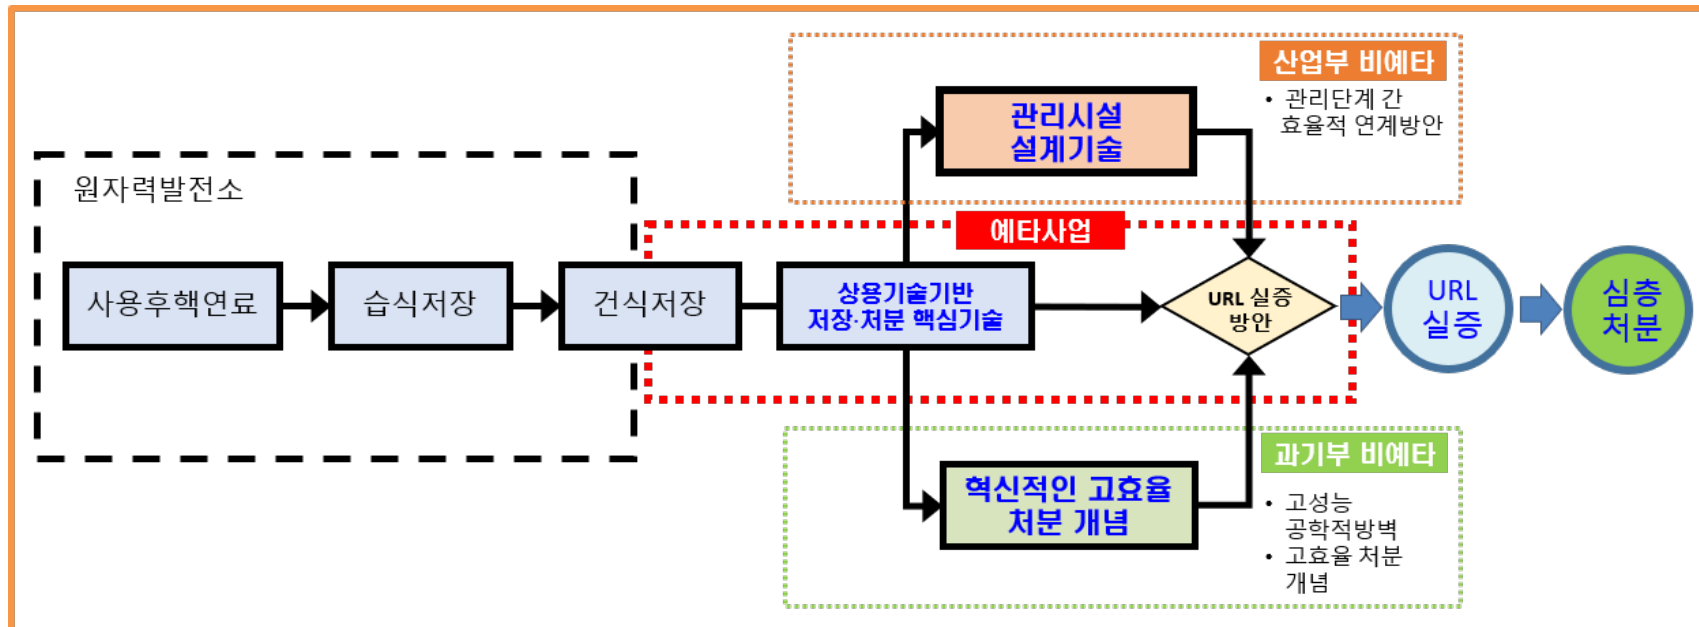 산업부 비예타
• 관리단계 간
효율적 연계방안
관리시설
설계기술
원자력발전소
예타사업
사용후핵연료
습식저장
건식저장
상용기술기반
저장·처분 핵심기술
URL 실증
방안
URL
실증
심층
처분
과기부 비예타
혁신적인 고효율
처분 개념
• 고성능
공학적방벽
• 고효율 처분
개념